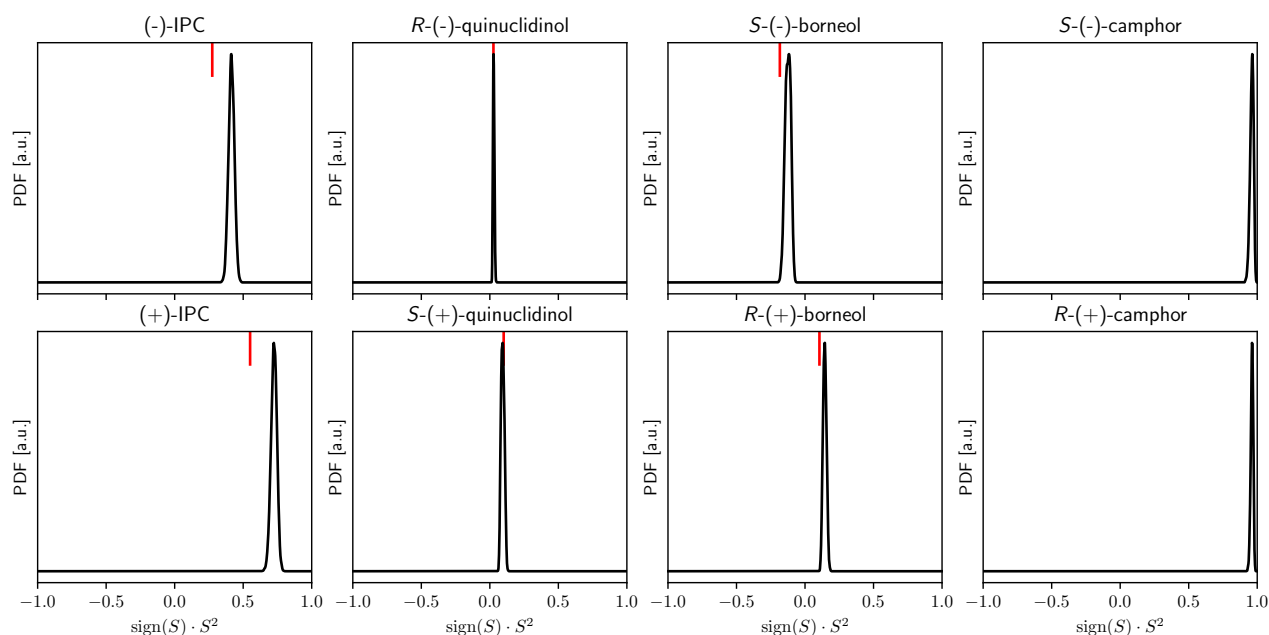 (-)-IPC
R-(-)-quinuclidinol
S-(-)-borneol
S-(-)-camphor
PDF [a.u.]
PDF [a.u.]
PDF [a.u.]
PDF [a.u.]
(+)-IPC
S-(+)-quinuclidinol
R-(+)-borneol
R-(+)-camphor
PDF [a.u.]
PDF [a.u.]
PDF [a.u.]
PDF [a.u.]
−1.0 −0.5 0.0 0.5 1.0
−1.0 −0.5 0.0 0.5 1.0
−1.0 −0.5 0.0 0.5 1.0
−1.0 −0.5 0.0 0.5 1.0
sign(S) · S²
sign(S) · S²
sign(S) · S²
sign(S) · S²